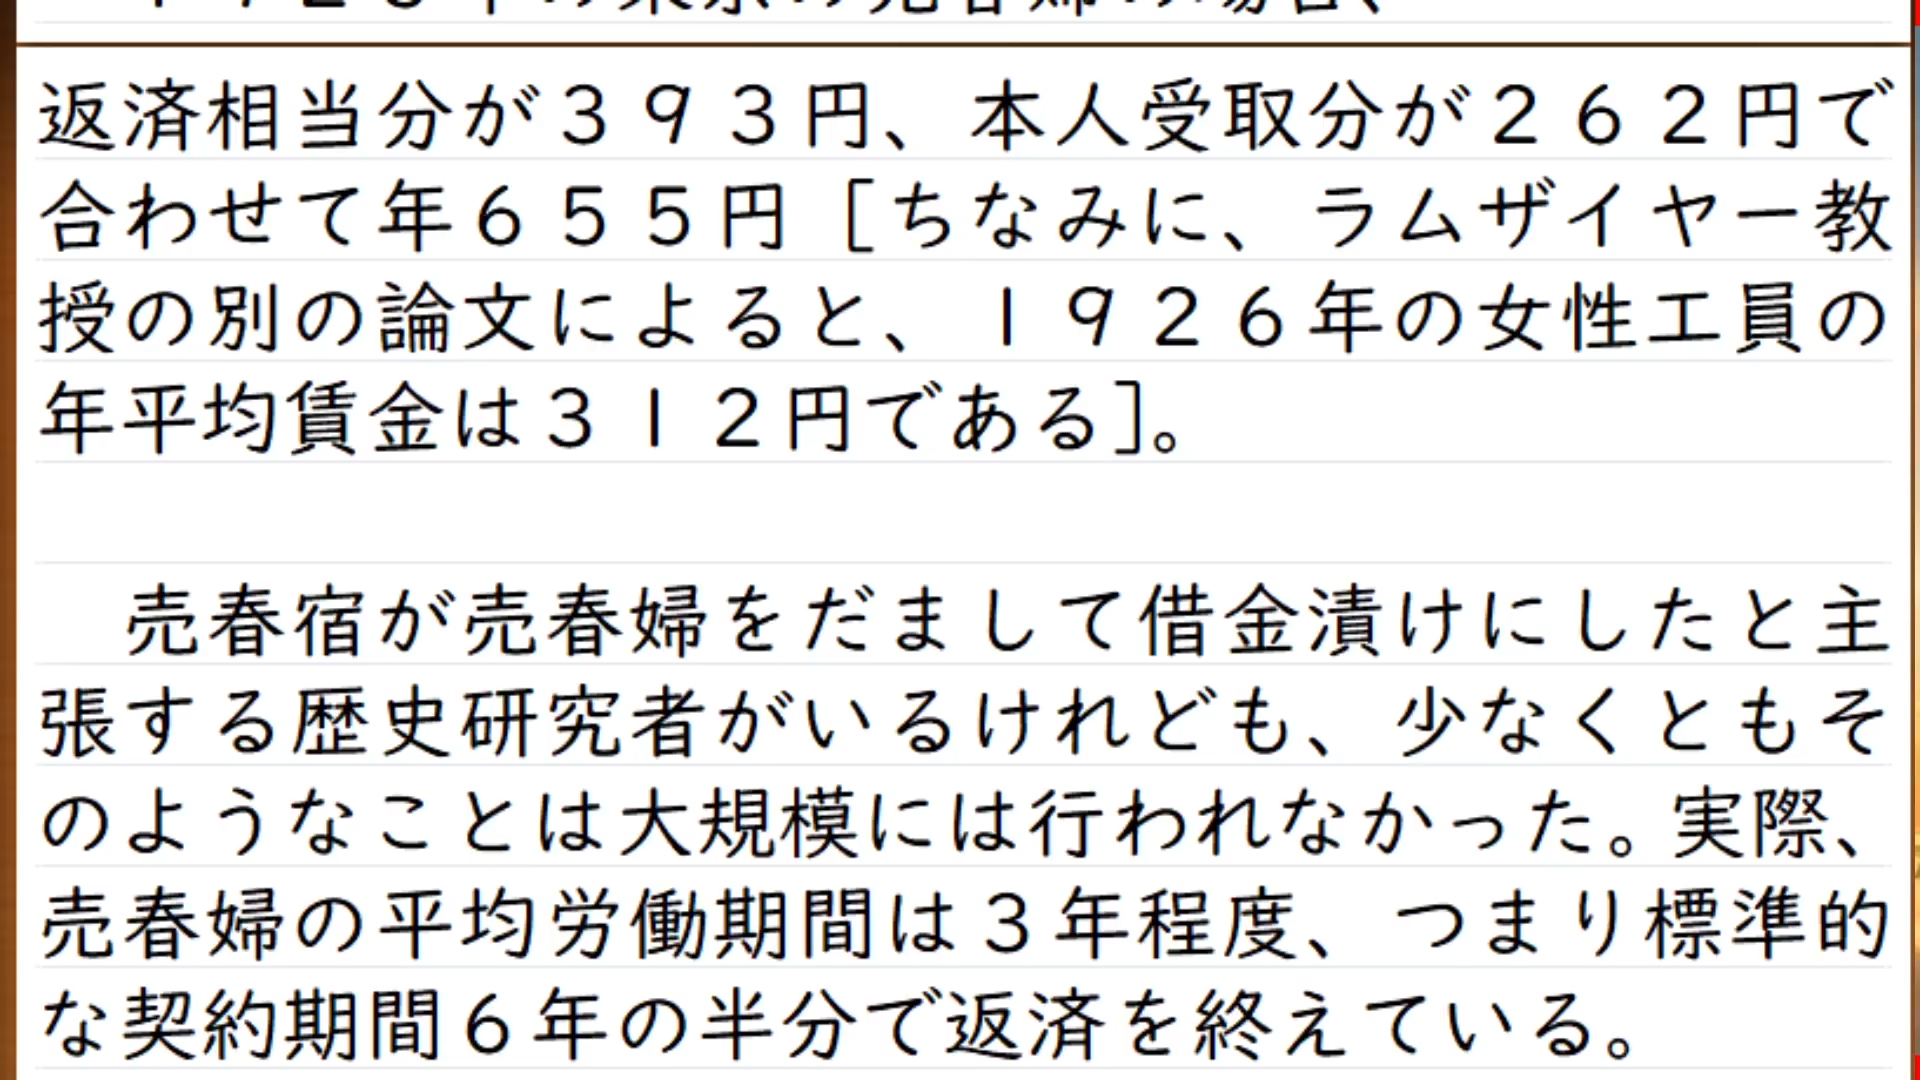 返済相当分が３９３円、本人受取分が２６２円で
合わせて年６５５円［ちなみに、ラムザイヤー教
授の別の論文によると、１９２６年の女性工員の
年平均賃金は３１２円である］。
　売春宿が売春婦をだまして借金漬けにしたと主
張する歴史研究者がいるけれども、少なくともそ
のようなことは大規模には行われなかった。実際、
売春婦の平均労働期間は３年程度、つまり標準的
な契約期間６年の半分で返済を終えている。